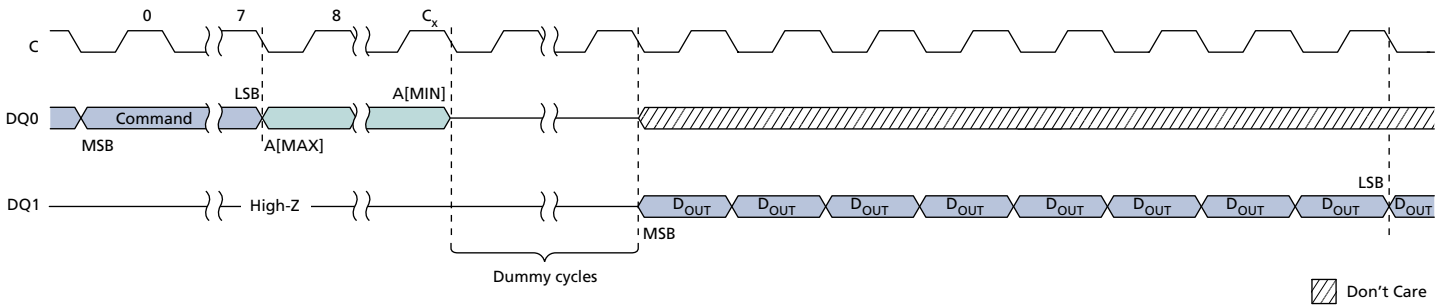 0 7 8 Cx
C
LSB A[MIN]
DQ0 Command
MSB A[MAX]
LSB
DQ1 High-Z DOUT DOUT DOUT DOUT DOUT DOUT DOUT DOUT DOUT
MSB
Dummy cycles
Don't Care